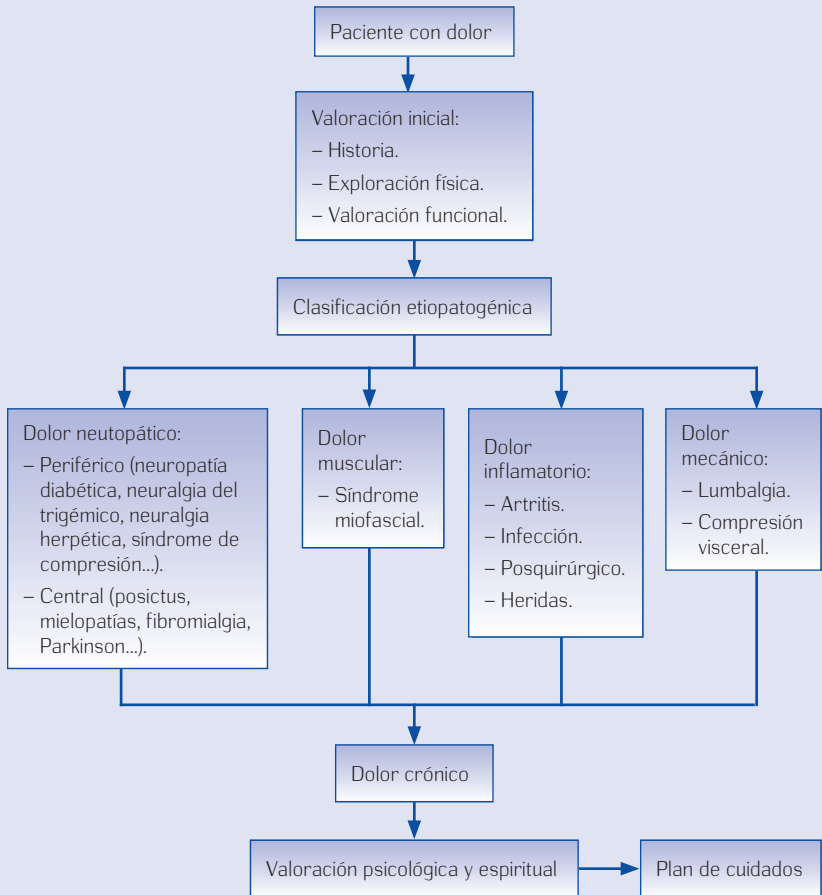 Paciente con dolor
Valoración inicial:
– Historia.
– Exploración física.
– Valoración funcional.
Clasificación etiopatogénica
Dolor neutopático:
– Periférico (neuropatía
diabética, neuralgia del
trigémico, neuralgia
herpética, síndrome de
compresión...).
– Central (posictus,
mielopatías, fibromialgia,
Parkinson...).
Dolor
muscular:
– Síndrome
miofascial.
Dolor
inflamatorio:
– Artritis.
– Infección.
– Posquirúrgico.
– Heridas.
Dolor
mecánico:
– Lumbalgia.
– Compresión
visceral.
Dolor crónico
Valoración psicológica y espiritual
Plan de cuidados